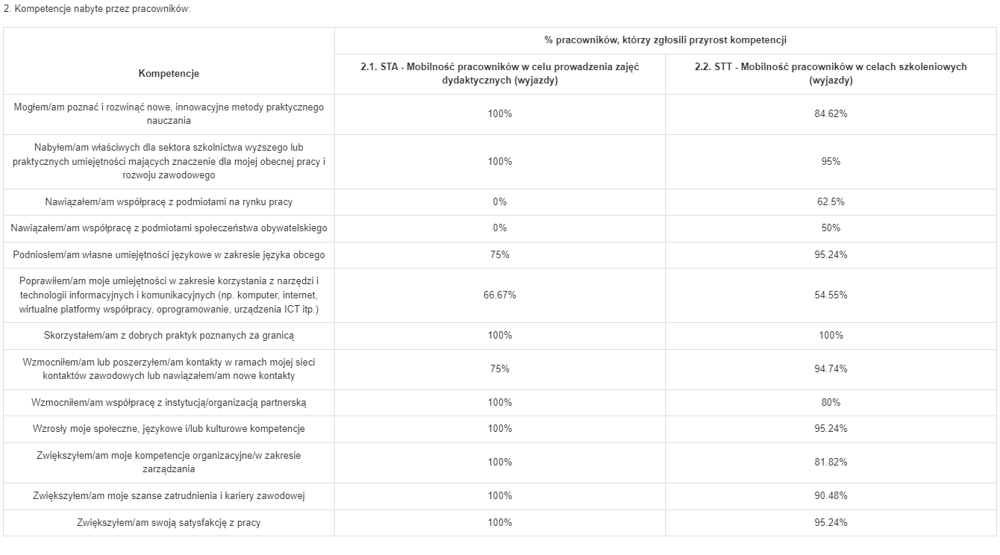 2. Kompetencje nabyte przez pracowników:
% pracowników, którzy zgłosili przyrost kompetencji
Kompetencje
2.1. STA - Mobilność pracowników w celu prowadzenia zajęć
dydaktycznych (wyjazdy)
2.2. STT - Mobilność pracowników w celach szkoleniowych
(wyjazdy)
Mogłem/am poznać i rozwinąć nowe, innowacyjne metody praktycznego
nauczania
100%
84.62%
Nabyłem/am właściwych dla sektora szkolnictwa wyższego lub
praktycznych umiejętności mających znaczenie dla mojej obecnej pracy i
rozwoju zawodowego
100%
95%
Nawiązałem/am współpracę z podmiotami na rynku pracy
0%
62.5%
Nawiązałem/am współpracę z podmiotami społeczeństwa obywatelskiego
0%
50%
Podniosłem/am własne umiejętności językowe w zakresie języka obcego
75%
95.24%
Poprawiłem/am moje umiejętności w zakresie korzystania z narzędzi i
technologii informacyjnych i komunikacyjnych (np. komputer, internet,
wirtualne platformy współpracy, oprogramowanie, urządzenia ICT itp.)
66.67%
54.55%
Skorzystałem/am z dobrych praktyk poznanych za granicą
100%
100%
Wzmocniłem/am lub poszerzyłem/am kontakty w ramach mojej sieci
kontaktów zawodowych lub nawiązałem/am nowe kontakty
75%
94.74%
Wzmocniłem/am współpracę z instytucją/organizacją partnerską
100%
80%
Wzrosły moje społeczne, językowe i/lub kulturowe kompetencje
100%
95.24%
Zwiększyłem/am moje kompetencje organizacyjne/w zakresie
zarządzania
100%
81.82%
Zwiększyłem/am moje szanse zatrudnienia i kariery zawodowej
100%
90.48%
Zwiększyłem/am swoją satysfakcję z pracy
100%
95.24%